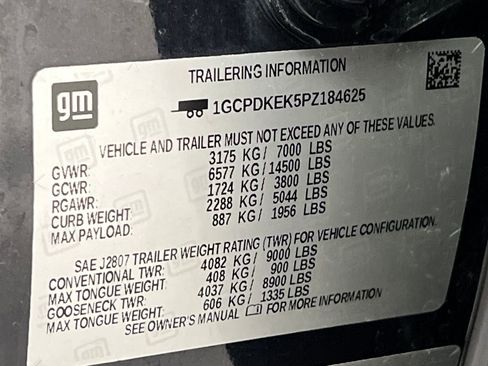 gm
TRAILERING INFORMATION
1GCPDKEK5PZ184625
VEHICLE AND TRAILER MUST NOT EXCEED ANY OF THESE VALUES.
GVWR: 3175 KG/ 7000 LBS
GCWR: 6577 KG/14500 LBS
RGAWR: 1724 KG/ 3800 LBS
CURB WEIGHT: 2288 KG/ 5044 LBS
MAX PAYLOAD: 887 KG/ 1956 LBS
SAE J2807 TRAILER WEIGHT RATING (TWR) FOR VEHICLE CONFIGURATION.
CONVENTIONAL TWR: 4082 KG/ 9000 LBS
MAX TONGUE WEIGHT: 408 KG/ 900 LBS
GOOSENECK TWR: 4037 KG/ 8900 LBS
MAX TONGUE WEIGHT: 606 KG/ 1335 LBS
SEE OWNER'S MANUAL FOR MORE INFORMATION